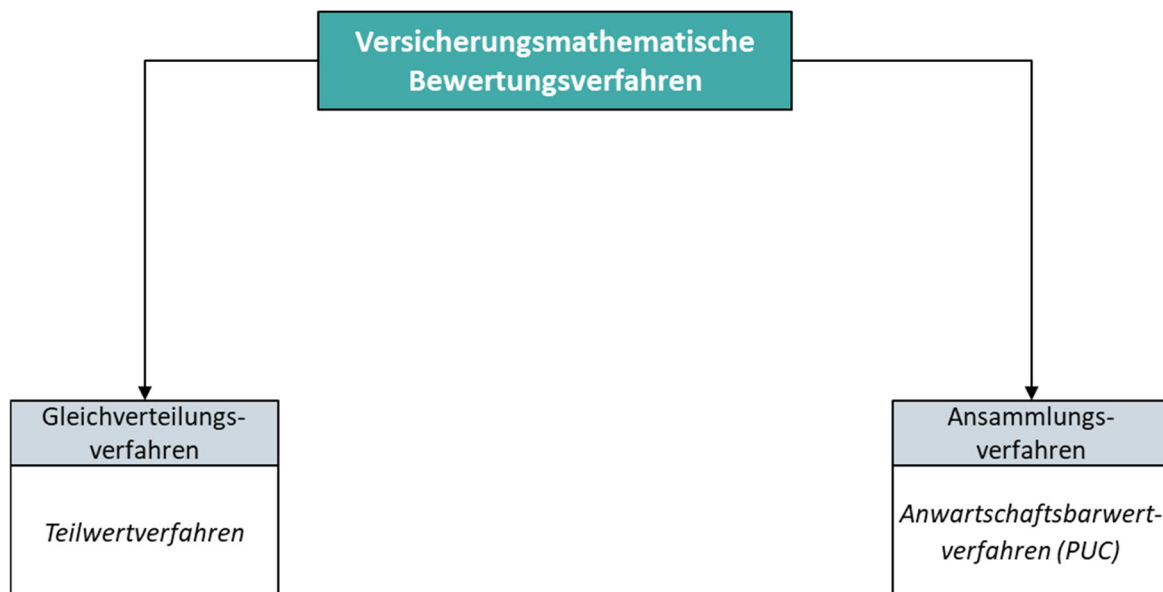 Versicherungsmathematische
Bewertungsverfahren
Gleichverteilungs-
verfahren
Teilwertverfahren
Ansammlungs-
verfahren
Anwartschaftsbarwert-
verfahren (PUC)